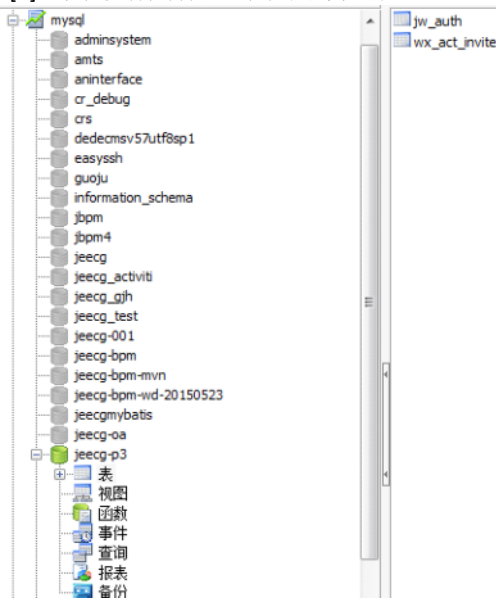 mysql
adminsystem
amts
aninterface
cr_debug
crs
dedecmsv57utf8sp1
easyssh
guoju
information_schema
jbpm
jbpm4
jeecg
jeecg_activiti
jeecg_gjh
jeecg_test
jeecg-001
jeecg-bpm
jeecg-bpm-mvn
jeecg-bpm-wd-20150523
jeecgmybatis
jeecg-oa
jeecg-p3
表
视图
函数
事件
查询
报表
备份
jw_auth
wx_act_invite